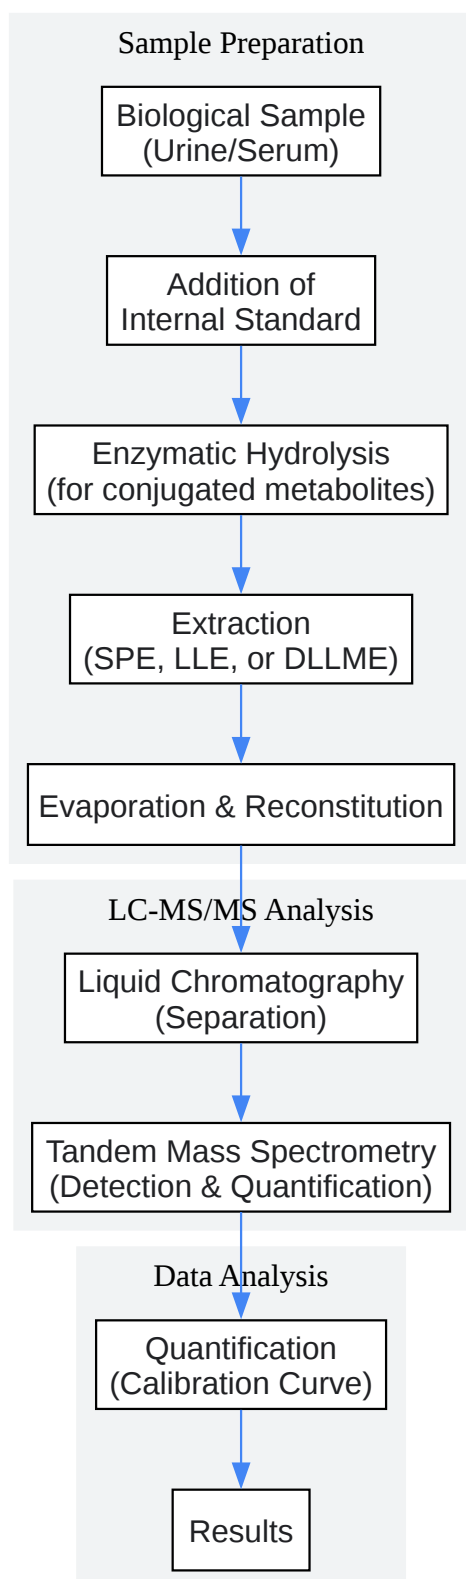 Sample Preparation
Biological Sample
(Urine/Serum)
Addition of
Internal Standard
Enzymatic Hydrolysis
(for conjugated metabolites)
Extraction
(SPE, LLE, or DLLME)
Evaporation & Reconstitution
LC-MS/MS Analysis
Liquid Chromatography
(Separation)
Tandem Mass Spectrometry
(Detection & Quantification)
Data Analysis
Quantification
(Calibration Curve)
Results